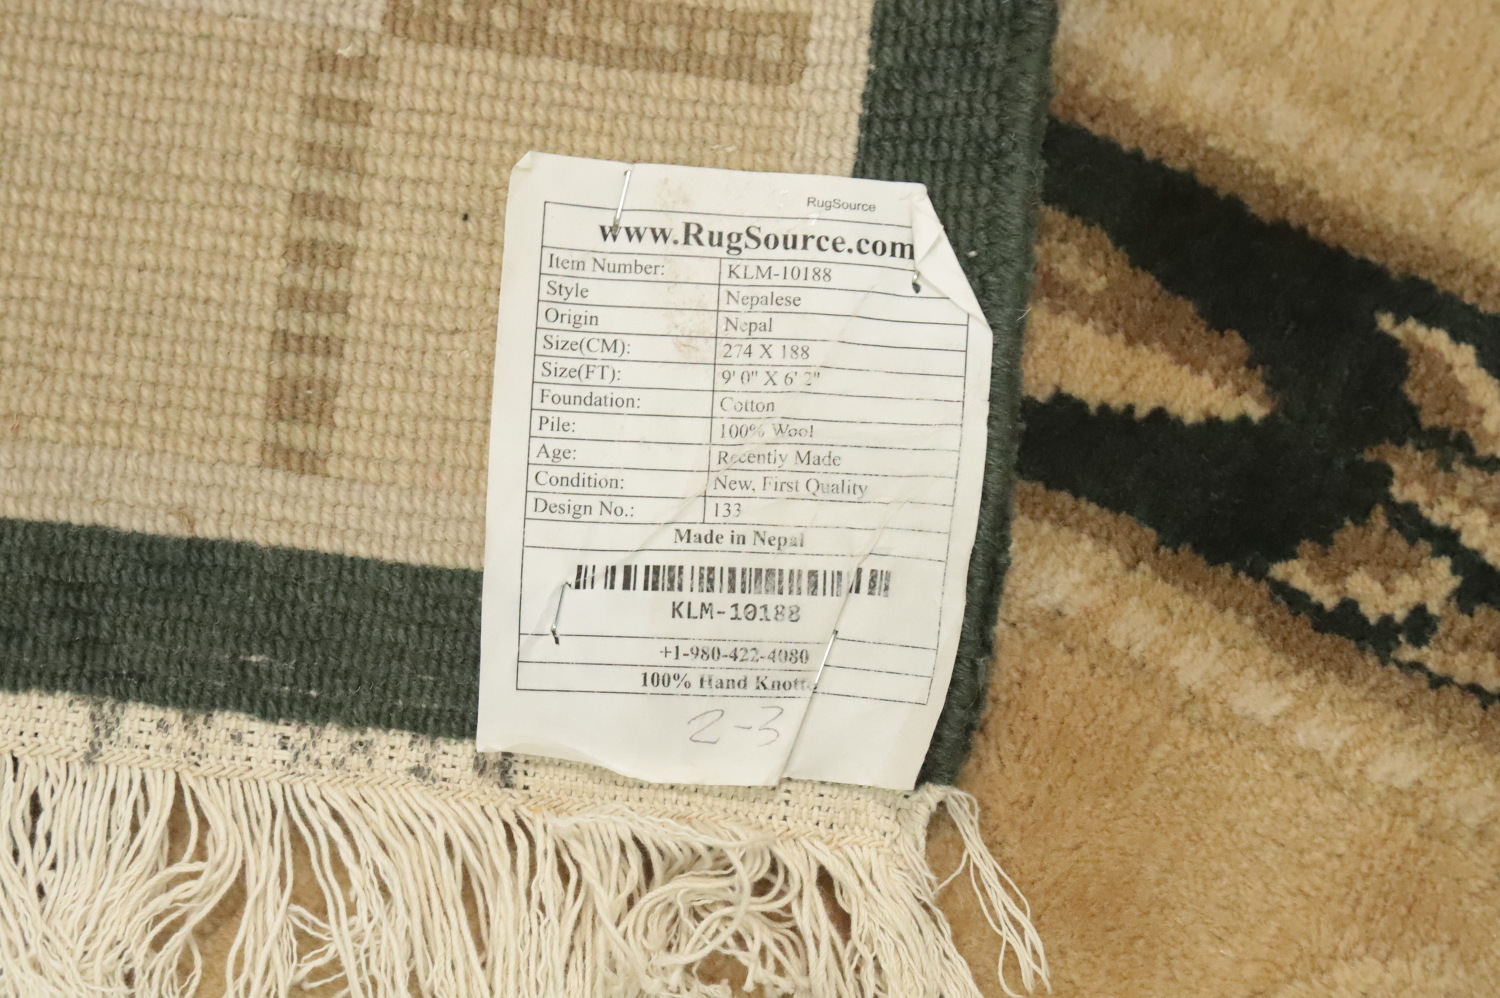 RugSource
www.RugSource.com
Item Number: KLM-10188
Style Nepalese
Origin Nepal
Size(CM): 274 X 188
Size(FT): 9' 0" X 6' 2"
Foundation: Cotton
Pile: 100% Wool
Age: Recently Made
Condition: New, First Quality
Design No.: 133
Made in Nepal
KLM-10188
+1-980-422-4080
100% Hand Knotte
2-3